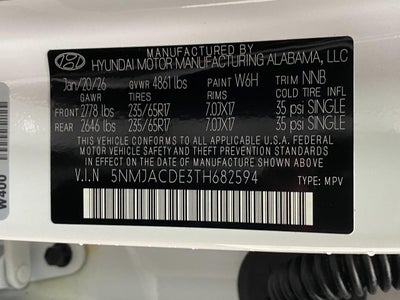 MANUFACTURED BY
HYUNDAI MOTOR MANUFACTURING ALABAMA, LLC
Jan/20/26 GVWR 4861 lbs PAINT W6H TRIM NNB
GAWR TIRES RIMS COLD TIRE INFL
FRONT 2778 lbs 235/65R17 7.0JX17 35 psi SINGLE
REAR 2646 lbs 235/65R17 7.0JX17 35 psi SINGLE
THIS VEHICLE CONFORMS TO ALL APPLICABLE U.S.A. FEDERAL
MOTOR VEHICLE SAFETY STANDARDS IN EFFECT ON THE
DATE OF MANUFACTURE SHOWN ABOVE.
V.I.N 5NMJACDE3TH682594 TYPE: MPV
W400